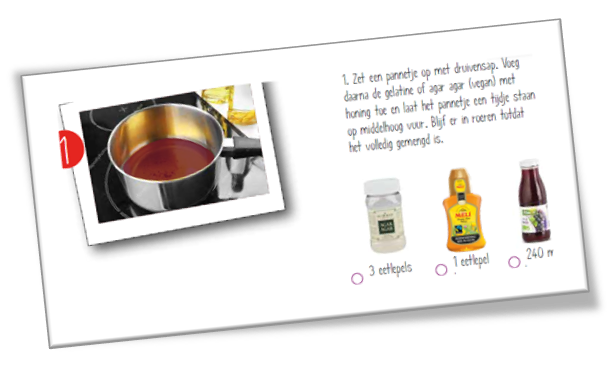 1
1. Zet een pannetje op met druivensap. Voeg
daarna de gelatine of agar agar (vegan) met
honing toe en laat het pannetje een tijdje staan
op middelhoog vuur. Blijf er in roeren totdat
het volledig gemengd is.
AGAR
AGAR
MELI
3 eetlepels
1 eetlepel
240 m